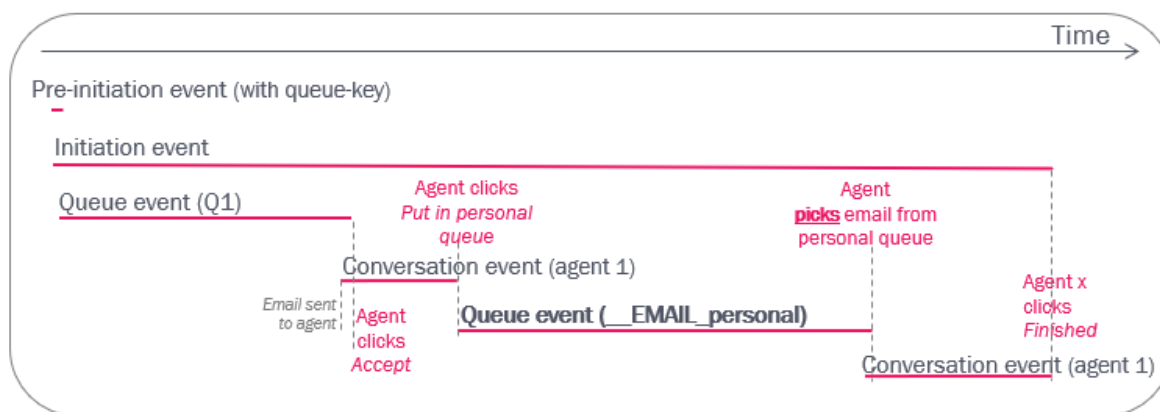 Time
Pre-initiation event (with queue-key)
Initiation event
Queue event (Q1)
Agent clicks
Put in personal
queue
Agent
picks email from
personal queue
Conversation event (agent 1)
Email sent
to agent
Agent
clicks
Accept
Queue event (__EMAIL_personal)
Agent x
clicks
Finished
Conversation event (agent 1)